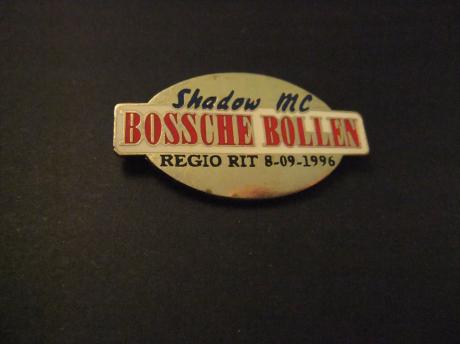 Shadow MC
BOSSCHE BOLLEN
REGIO RIT 8-09-1996